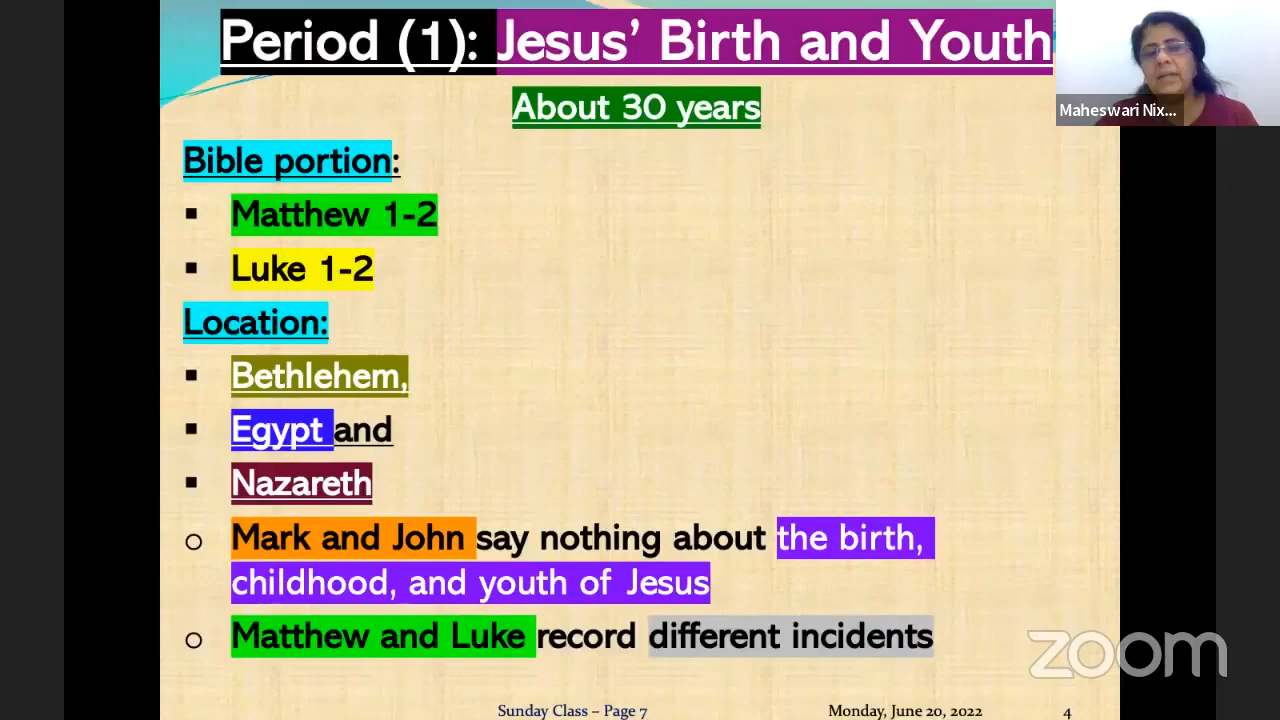 Period (1): Jesus’ Birth and Youth
About 30 years
Maheswari Nix...
Bible portion:
▪ Matthew 1-2
▪ Luke 1-2
Location:
▪ Bethlehem,
▪ Egypt and
▪ Nazareth
o Mark and John say nothing about the birth,
childhood, and youth of Jesus
o Matthew and Luke record different incidents
zoom
Sunday Class – Page 7
Monday, June 20, 2022
4